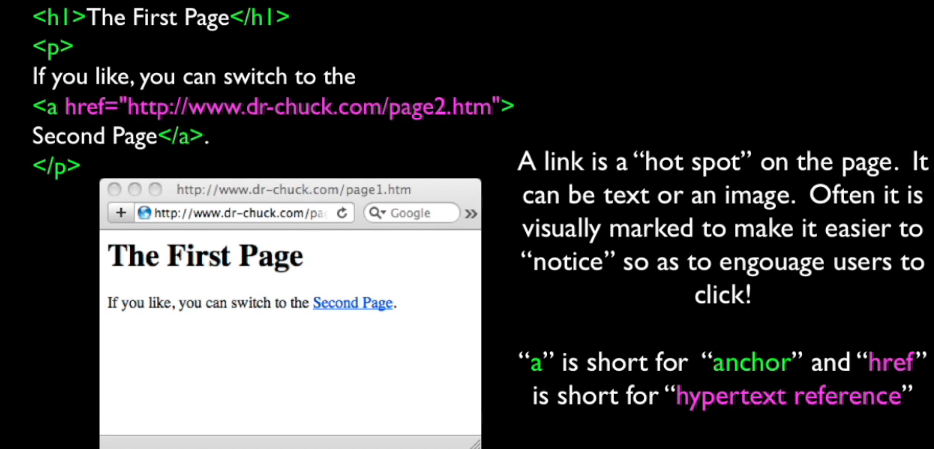 <h1>The First Page</h1>
<p>
If you like, you can switch to the
<a href="http://www.dr-chuck.com/page2.htm">
Second Page</a>.
</p>
http://www.dr-chuck.com/page1.htm
+ http://www.dr-chuck.com/pa Google »
The First Page
If you like, you can switch to the Second Page.
A link is a “hot spot” on the page. It
can be text or an image. Often it is
visually marked to make it easier to
“notice” so as to engouage users to
click!
“a” is short for “anchor” and “href”
is short for “hypertext reference”